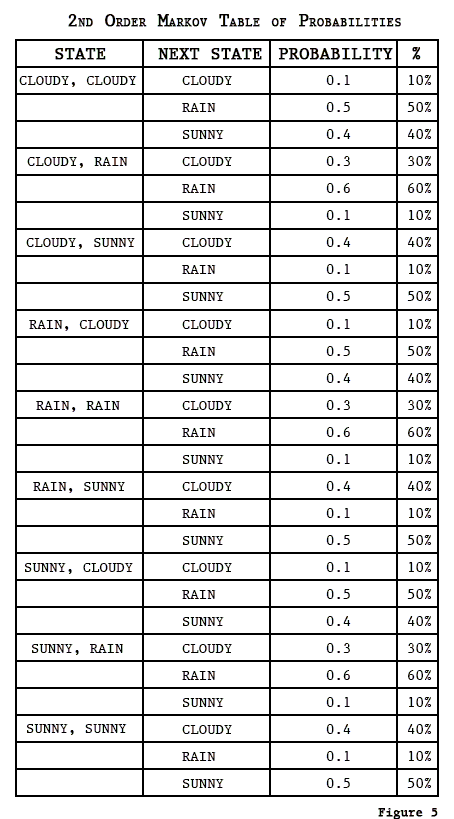 2nd Order Markov Table of Probabilities
STATE NEXT STATE PROBABILITY %
CLOUDY, CLOUDY CLOUDY 0.1 10%
RAIN 0.5 50%
SUNNY 0.4 40%
CLOUDY, RAIN CLOUDY 0.3 30%
RAIN 0.6 60%
SUNNY 0.1 10%
CLOUDY, SUNNY CLOUDY 0.4 40%
RAIN 0.1 10%
SUNNY 0.5 50%
RAIN, CLOUDY CLOUDY 0.1 10%
RAIN 0.5 50%
SUNNY 0.4 40%
RAIN, RAIN CLOUDY 0.3 30%
RAIN 0.6 60%
SUNNY 0.1 10%
RAIN, SUNNY CLOUDY 0.4 40%
RAIN 0.1 10%
SUNNY 0.5 50%
SUNNY, CLOUDY CLOUDY 0.1 10%
RAIN 0.5 50%
SUNNY 0.4 40%
SUNNY, RAIN CLOUDY 0.3 30%
RAIN 0.6 60%
SUNNY 0.1 10%
SUNNY, SUNNY CLOUDY 0.4 40%
RAIN 0.1 10%
SUNNY 0.5 50%
Figure 5